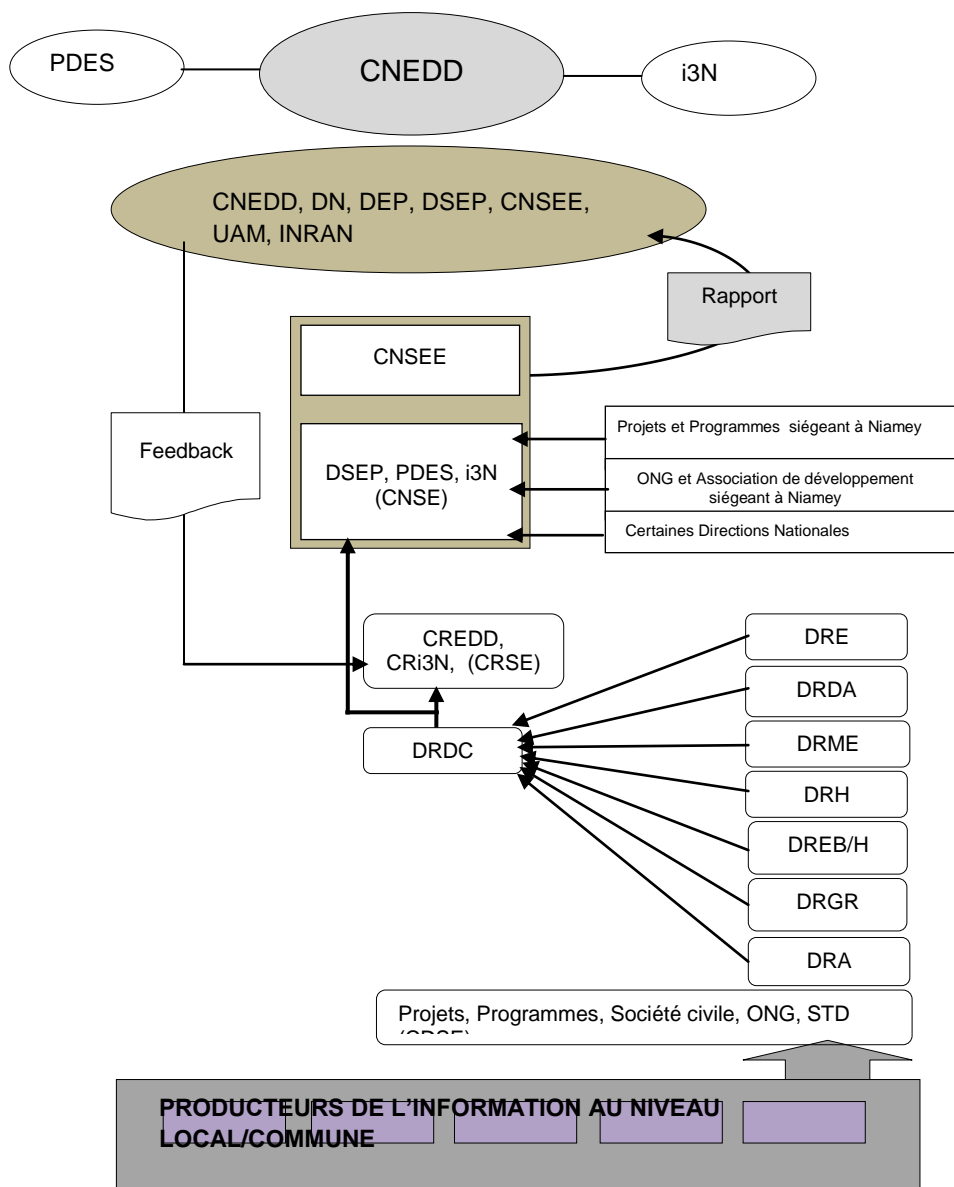 PDES
CNEDD
i3N
CNEDD, DN, DEP, DSEP, CNSEE,
UAM, INRAN
Rapport
CNSEE
Feedback
DSEP, PDES, i3N
(CNSE)
Projets et Programmes siégeant à Niamey
ONG et Association de développement
siégeant à Niamey
Certaines Directions Nationales
CREDD,
CRi3N, (CRSE)
DRDC
DRE
DRDA
DRME
DRH
DREB/H
DRGR
DRA
Projets, Programmes, Société civile, ONG, STD
PRODUCTEURS DE L'INFORMATION AU NIVEAU
LOCAL/COMMUNE